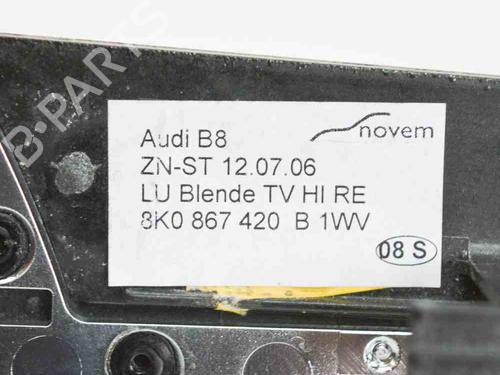 B-PARTS
novem
Audi B8
ZN-ST 12.07.06
LU Blende TV HI RE
8K0 867 420 B 1WV
08 S